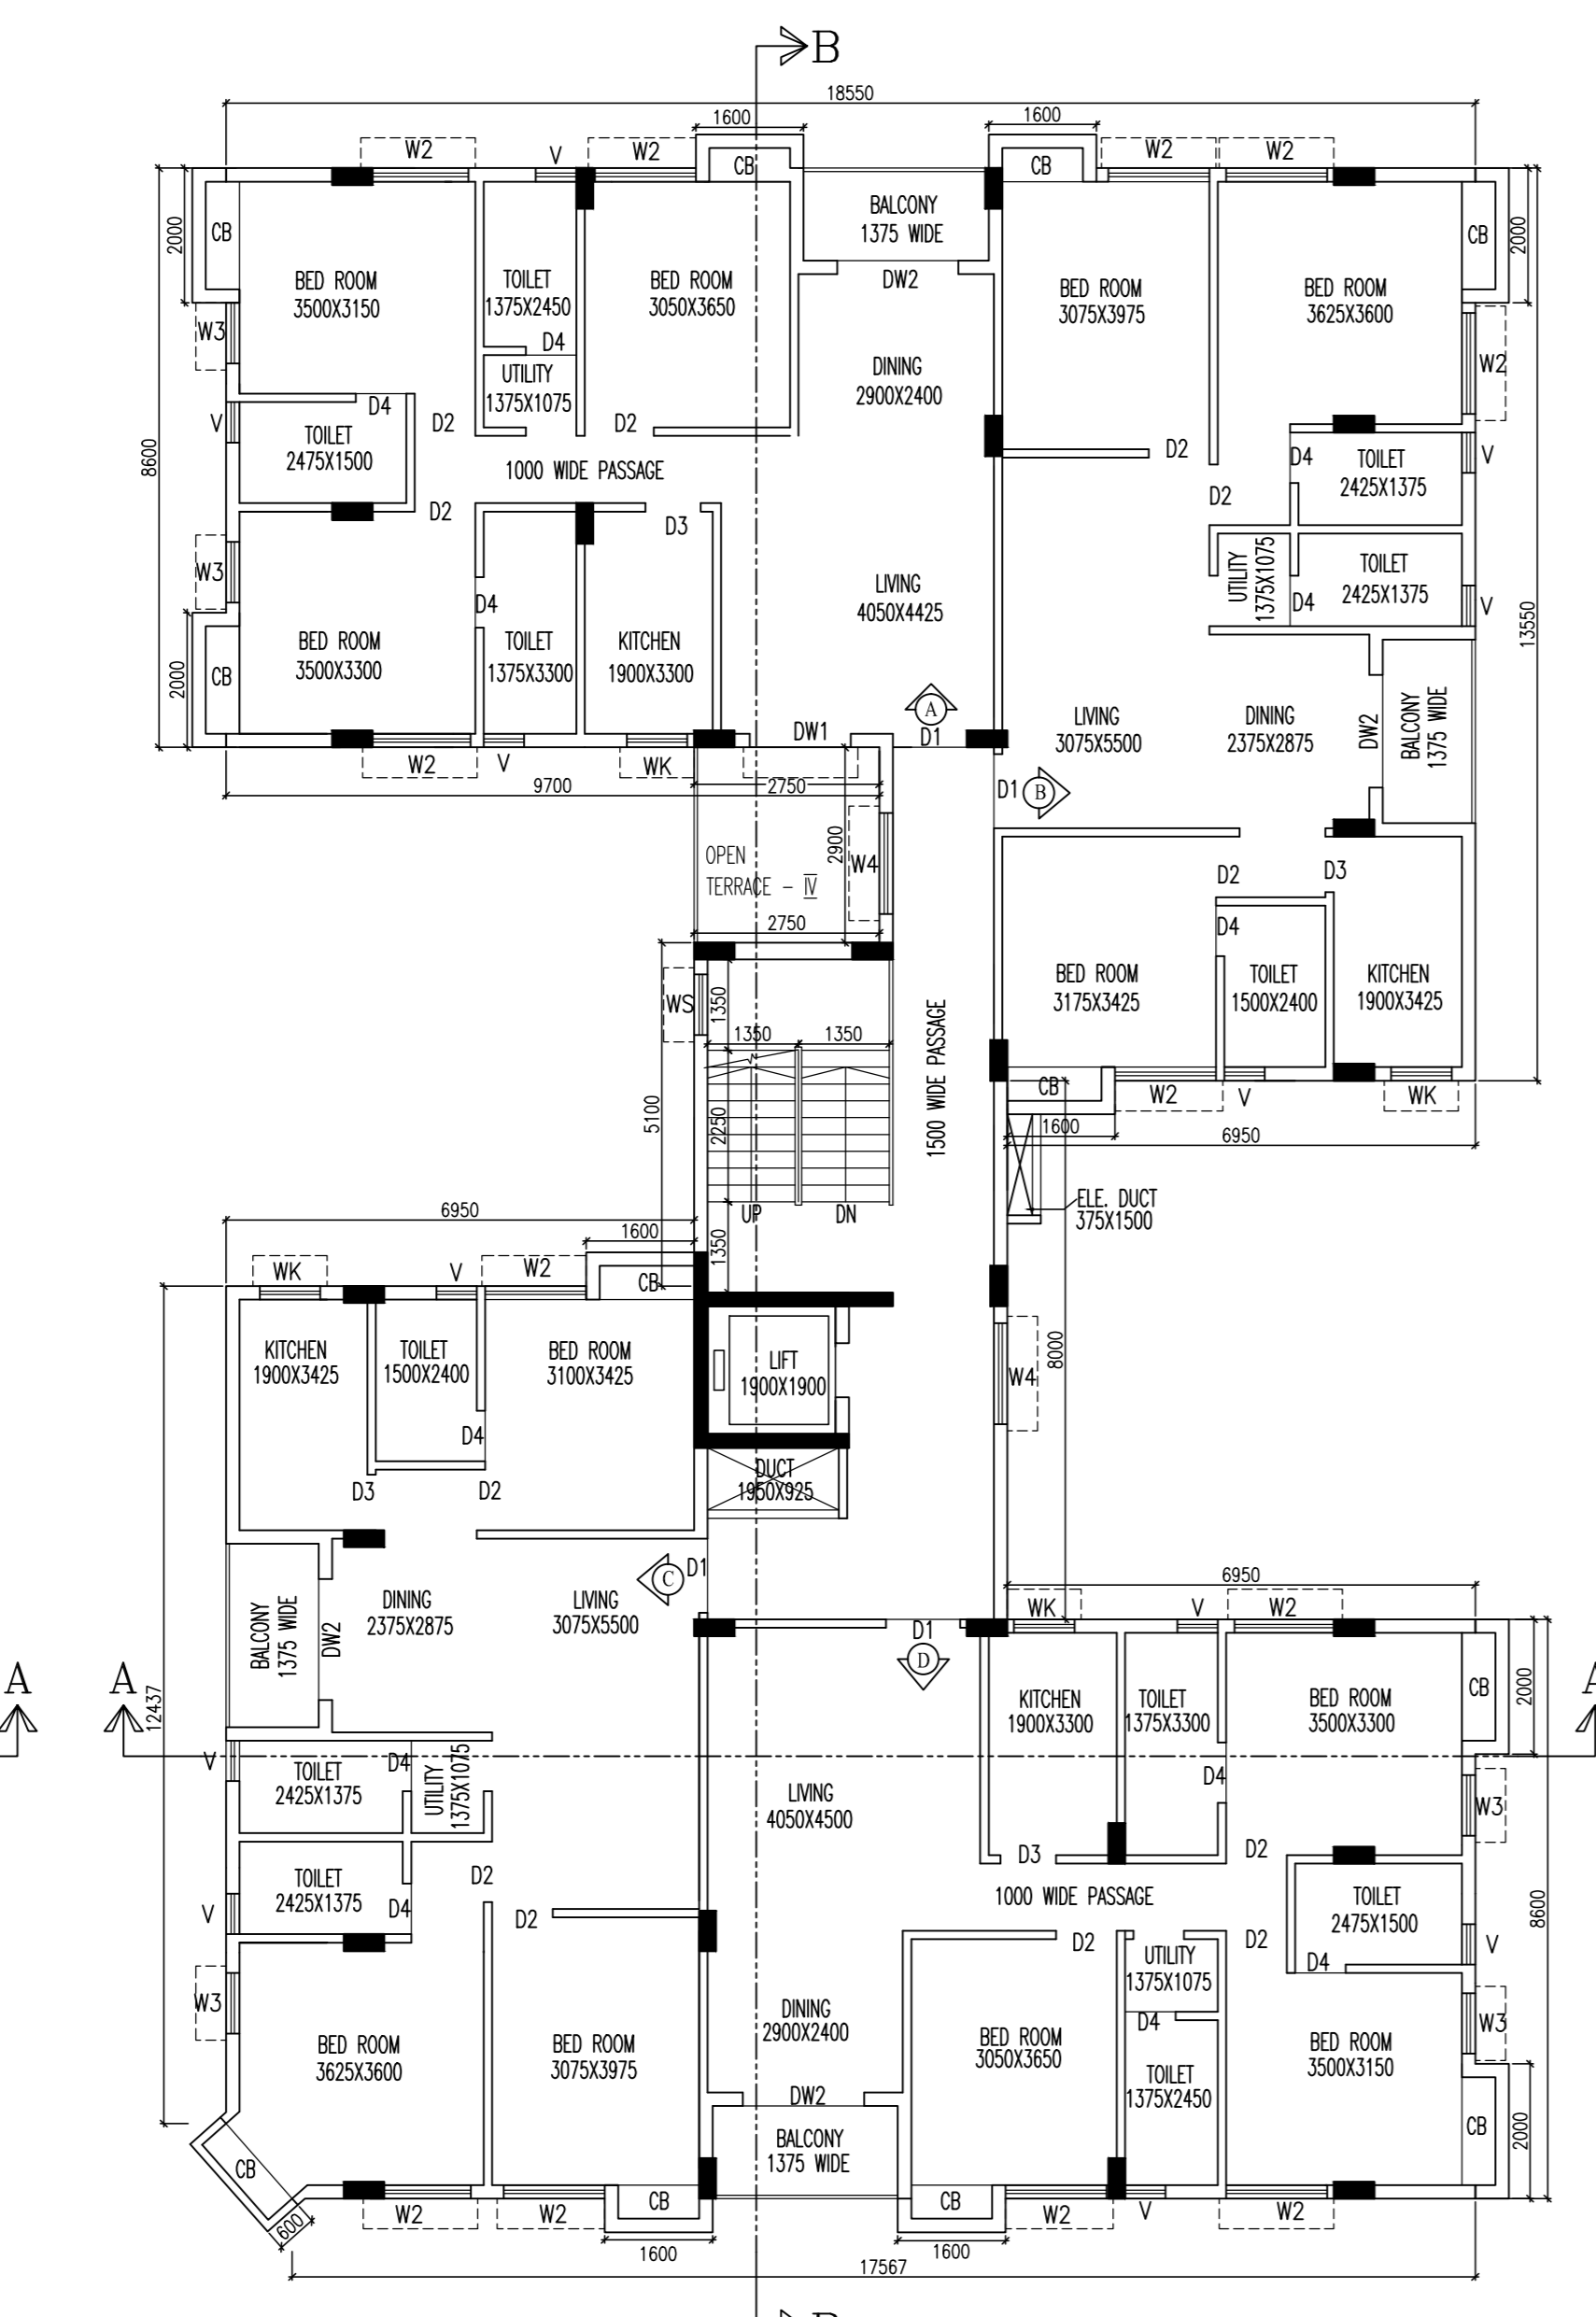 B
18550
1600
1600
W2
V
W2
CB
CB
W2
W2
2000
CB
BED ROOM
3500X3150
TOILET
1375X2450
BED ROOM
3050X3650
BALCONY
1375 WIDE
DW2
BED ROOM
3075X3975
BED ROOM
3625X3600
CB
2000
W3
D4
UTILITY
1375X1075
DINING
2900X2400
W2
8600
V
D4
TOILET
2475X1500
D2
D2
1000 WIDE PASSAGE
D2
D2
D4
TOILET
2425X1375
V
D2
D3
W3
BED ROOM
3500X3300
D4
TOILET
1375X3300
KITCHEN
1900X3300
LIVING
4050X4425
UTILITY
1375X1075
D4
TOILET
2425X1375
V
13550
2000
CB
A
D1
DW1
LIVING
3075X5500
DINING
2375X2875
DW2
BALCONY
1375 WIDE
W2
V
WK
9700
2750
D1
B
OPEN
TERRACE - IV
2900
W4
2750
D2
D3
D4
BED ROOM
3175X3425
TOILET
1500X2400
KITCHEN
1900X3425
WS
1350
1350
1350
1500 WIDE PASSAGE
CB
W2
V
WK
1600
6950
5100
2250
UP
DN
1350
ELE. DUCT
375X1500
6950
1600
WK
V
W2
CB
KITCHEN
1900X3425
TOILET
1500X2400
BED ROOM
3100X3425
LIFT
1900X1900
W4
8000
D4
D3
D2
DUCT
1950X925
C
D1
6950
BALCONY
1375 WIDE
DW2
DINING
2375X2875
LIVING
3075X5500
D1
D
WK
V
W2
A
A
12437
KITCHEN
1900X3300
TOILET
1375X3300
BED ROOM
3500X3300
CB
2000
A
V
TOILET
2425X1375
D4
UTILITY
1375X1075
LIVING
4050X4500
D4
W3
D3
D2
TOILET
2425X1375
D4
V
D2
D2
1000 WIDE PASSAGE
TOILET
2475X1500
V
8600
D2
D2
D4
UTILITY
1375X1075
D4
W3
BED ROOM
3625X3600
BED ROOM
3075X3975
DINING
2900X2400
BED ROOM
3050X3650
TOILET
1375X2450
BED ROOM
3500X3150
W3
DW2
BALCONY
1375 WIDE
CB
2000
CB
600
W2
W2
CB
CB
W2
V
W2
1600
1600
17567